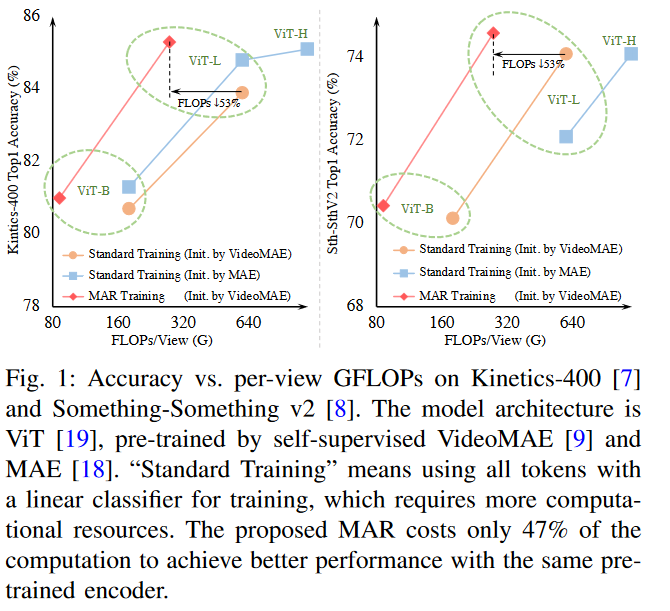 86
84
82
80
78
Kintics-400 Top1 Accuracy (%)
ViT-H
ViT-L
FLOPs↓53%
ViT-B
Standard Training (Init. by VideoMAE)
Standard Training (Init. by MAE)
MAR Training (Init. by VideoMAE)
80 160 320 640
FLOPs/View (G)
74
72
70
68
Sth-SthV2 Top1 Accuracy (%)
ViT-H
FLOPs↓53%
ViT-L
ViT-B
Standard Training (Init. by VideoMAE)
Standard Training (Init. by MAE)
MAR Training (Init. by VideoMAE)
80 160 320 640
FLOPs/View (G)
Fig. 1: Accuracy vs. per-view GFLOPs on Kinetics-400 [7]
and Something-Something v2 [8]. The model architecture is
ViT [19], pre-trained by self-supervised VideoMAE [9] and
MAE [18]. “Standard Training” means using all tokens with
a linear classifier for training, which requires more computa-
tional resources. The proposed MAR costs only 47% of the
computation to achieve better performance with the same pre-
trained encoder.